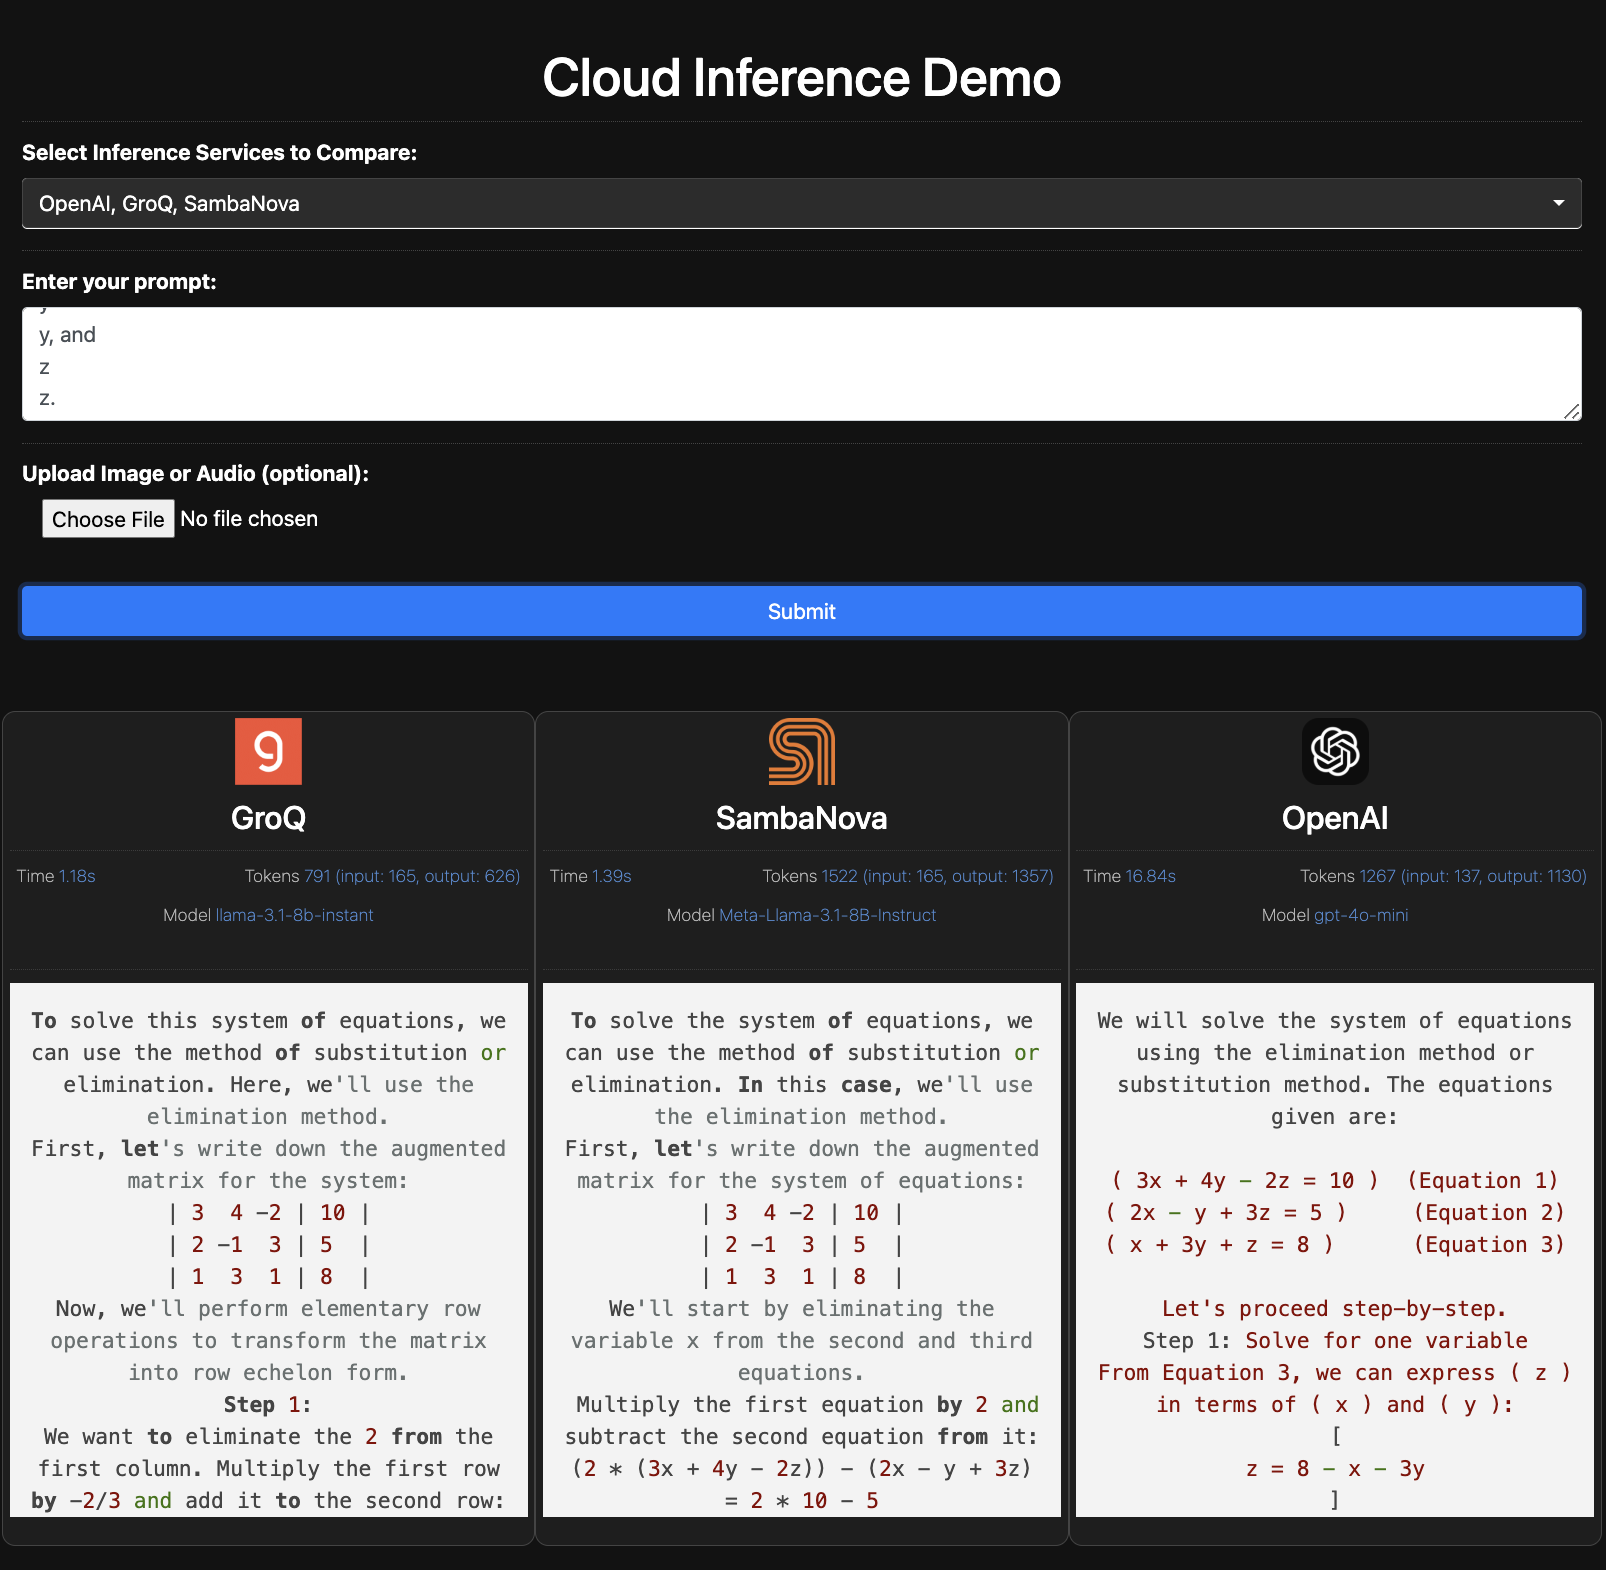 Cloud Inference Demo
Select Inference Services to Compare:
OpenAI, GroQ, SambaNova
Enter your prompt:
y, and
z
z.
Upload Image or Audio (optional):
Choose File No file chosen
Submit
GroQ
Time 1.18s Tokens 791 (input: 165, output: 626)
Model llama-3.1-8b-instant
To solve this system of equations, we
can use the method of substitution or
elimination. Here, we'll use the
elimination method.
First, let's write down the augmented
matrix for the system:
| 3 4 −2 | 10 |
| 2 −1 3 | 5 |
| 1 3 1 | 8 |
Now, we'll perform elementary row
operations to transform the matrix
into row echelon form.
Step 1:
We want to eliminate the 2 from the
first column. Multiply the first row
by −2/3 and add it to the second row:
SambaNova
Time 1.39s Tokens 1522 (input: 165, output: 1357)
Model Meta-Llama-3.1-8B-Instruct
To solve the system of equations, we
can use the method of substitution or
elimination. In this case, we'll use
the elimination method.
First, let's write down the augmented
matrix for the system of equations:
| 3 4 −2 | 10 |
| 2 −1 3 | 5 |
| 1 3 1 | 8 |
We'll start by eliminating the
variable x from the second and third
equations.
Multiply the first equation by 2 and
subtract the second equation from it:
(2 * (3x + 4y − 2z)) − (2x − y + 3z)
= 2 * 10 − 5
OpenAI
Time 16.84s Tokens 1267 (input: 137, output: 1130)
Model gpt-4o-mini
We will solve the system of equations
using the elimination method or
substitution method. The equations
given are:
( 3x + 4y − 2z = 10 ) (Equation 1)
( 2x − y + 3z = 5 ) (Equation 2)
( x + 3y + z = 8 ) (Equation 3)
Let's proceed step-by-step.
Step 1: Solve for one variable
From Equation 3, we can express ( z )
in terms of ( x ) and ( y ):
[
z = 8 − x − 3y
]